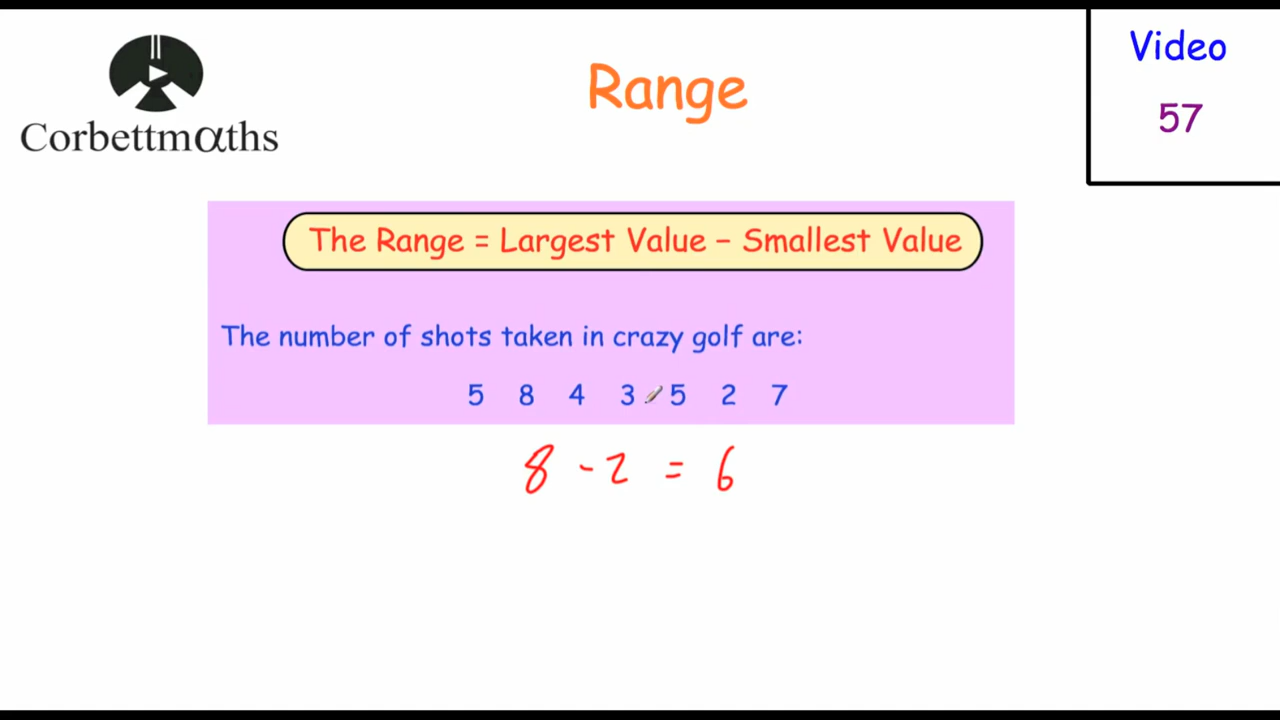 Corbettmαths
Range
Video
57
The Range = Largest Value – Smallest Value
The number of shots taken in crazy golf are:
5 8 4 3 5 2 7
8 - 2 = 6